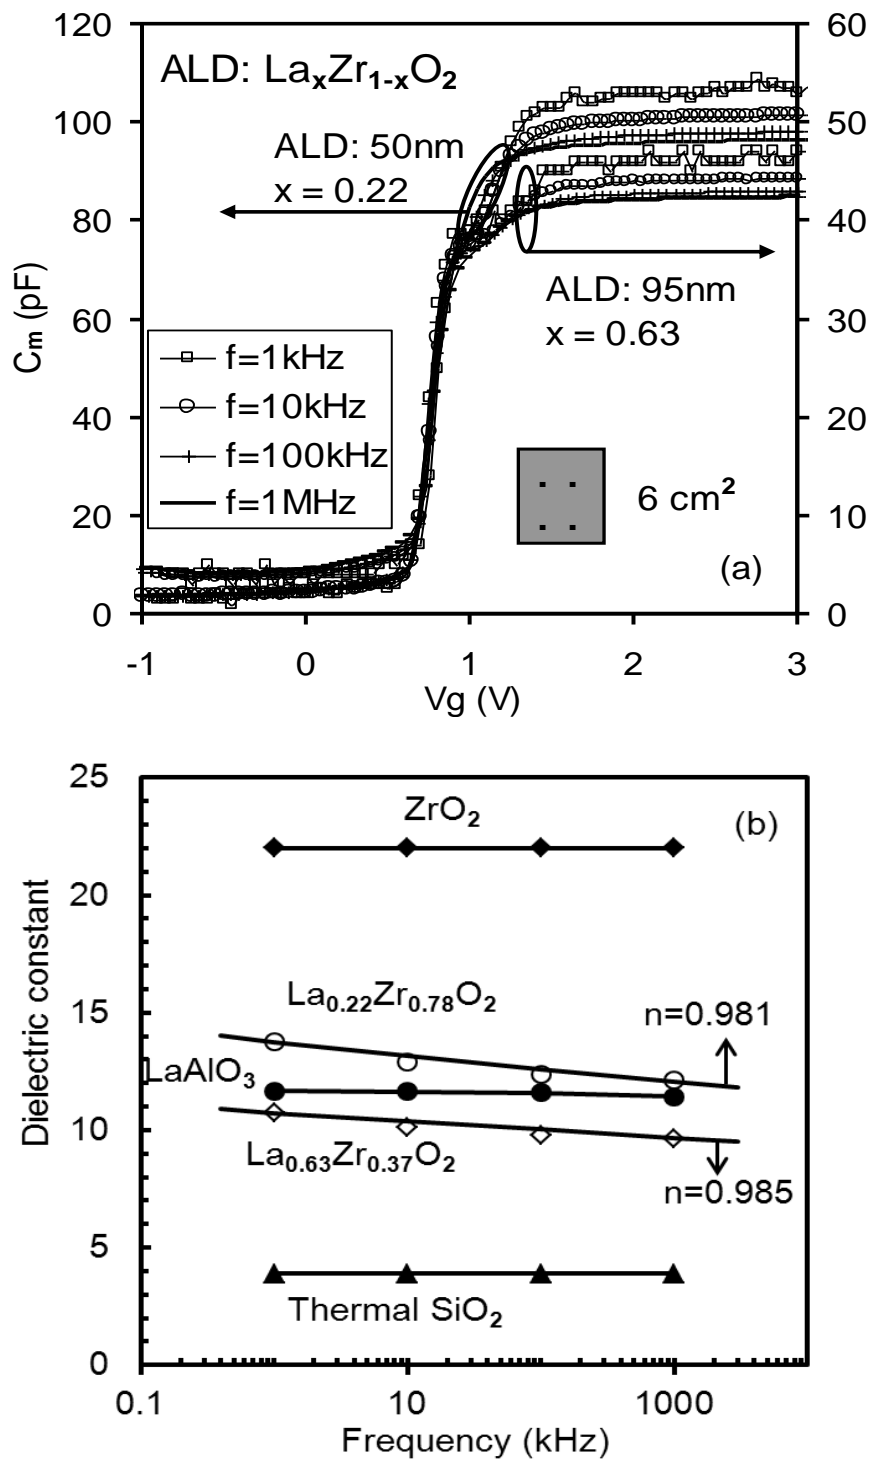 120
100
80
60
40
20
0
60
50
40
30
20
10
0
ALD: LaₓZr₁₋ₓO₂
ALD: 50nm
x = 0.22
ALD: 95nm
x = 0.63
f=1kHz
f=10kHz
f=100kHz
f=1MHz
6 cm²
(a)
Cm (pF)
-1 0 1 2 3
Vg (V)
25
20
15
10
5
0
ZrO₂
(b)
La₀.₂₂Zr₀.₇₈O₂
n=0.981
LaAlO₃
La₀.₆₃Zr₀.₃₇O₂
n=0.985
Thermal SiO₂
Dielectric constant
0.1 10 1000
Frequency (kHz)